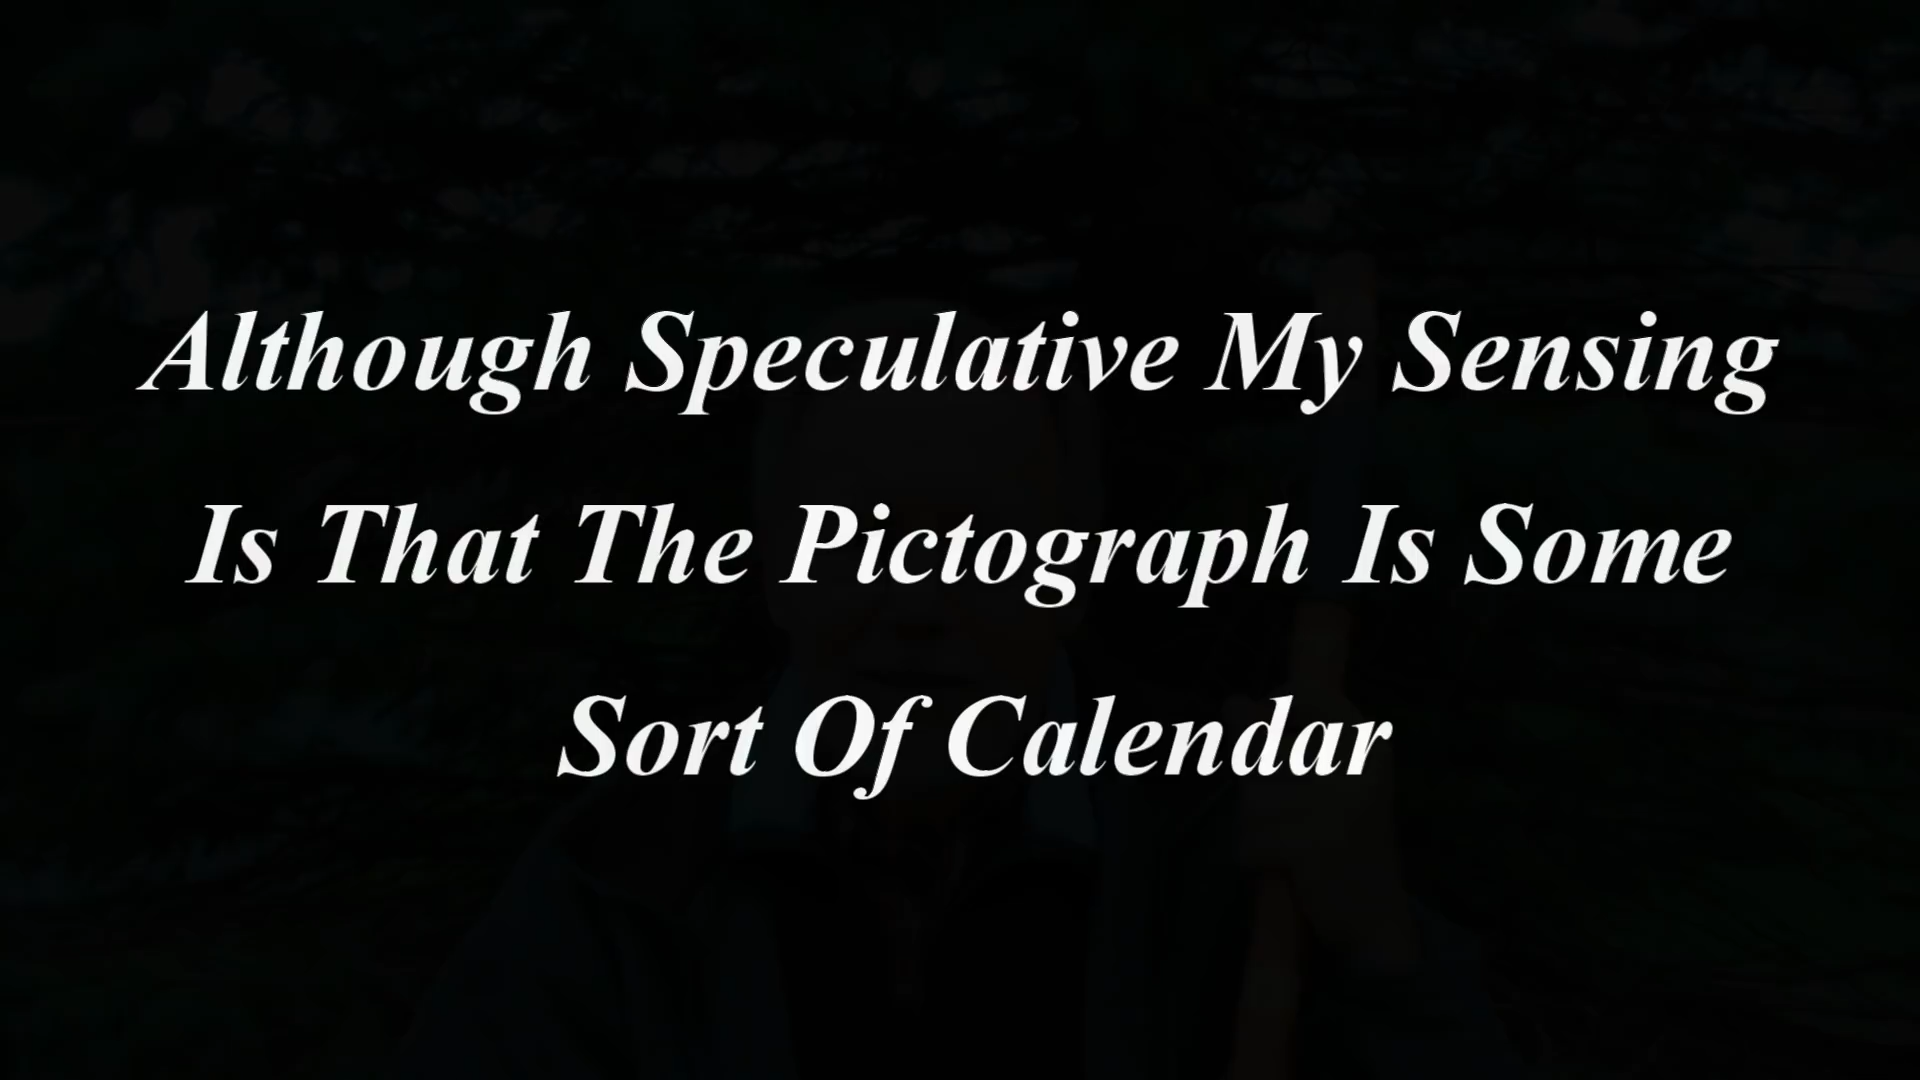 Although Speculative My Sensing
Is That The Pictograph Is Some
Sort Of Calendar